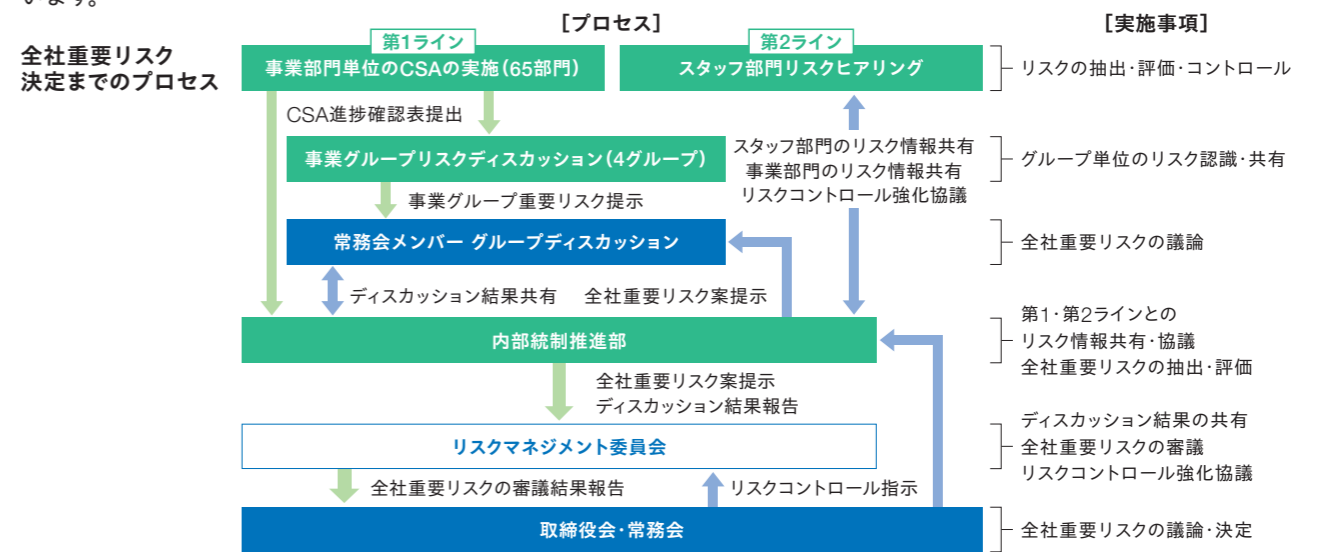 います。
[プロセス]
[実施事項]
全社重要リスク
決定までのプロセス
第1ライン
事業部門単位のCSAの実施(65部門)
第2ライン
スタッフ部門リスクヒアリング
リスクの抽出・評価・コントロール
CSA進捗確認表提出
事業グループリスクディスカッション(4グループ)
スタッフ部門のリスク情報共有
事業部門のリスク情報共有
リスクコントロール強化協議
グループ単位のリスク認識・共有
事業グループ重要リスク提示
常務会メンバー グループディスカッション
全社重要リスクの議論
ディスカッション結果共有
全社重要リスク案提示
内部統制推進部
第1・第2ラインとの
リスク情報共有・協議
全社重要リスクの抽出・評価
全社重要リスク案提示
ディスカッション結果報告
リスクマネジメント委員会
ディスカッション結果の共有
全社重要リスクの審議
リスクコントロール強化協議
全社重要リスクの審議結果報告
リスクコントロール指示
取締役会・常務会
全社重要リスクの議論・決定